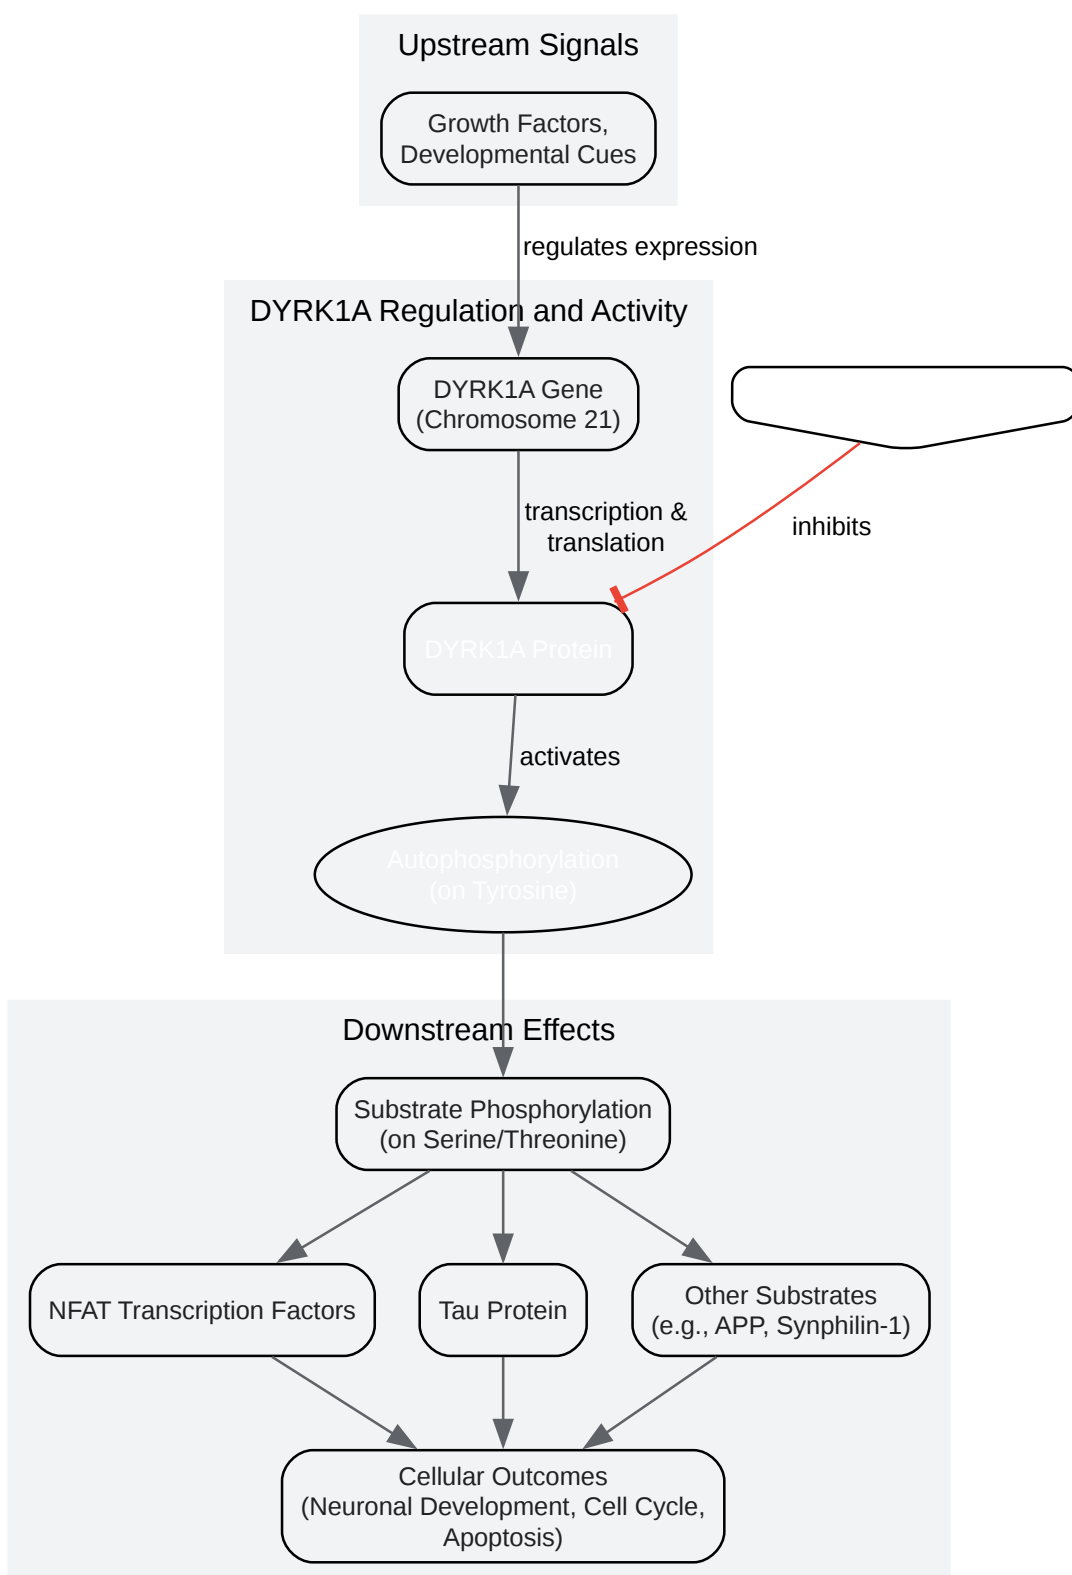 Upstream Signals
Growth Factors,
Developmental Cues
regulates expression
DYRK1A Regulation and Activity
DYRK1A Gene
(Chromosome 21)
transcription &
translation
inhibits
DYRK1A Protein
activates
Autophosphorylation
(on Tyrosine)
Downstream Effects
Substrate Phosphorylation
(on Serine/Threonine)
NFAT Transcription Factors
Tau Protein
Other Substrates
(e.g., APP, Synphilin-1)
Cellular Outcomes
(Neuronal Development, Cell Cycle,
Apoptosis)